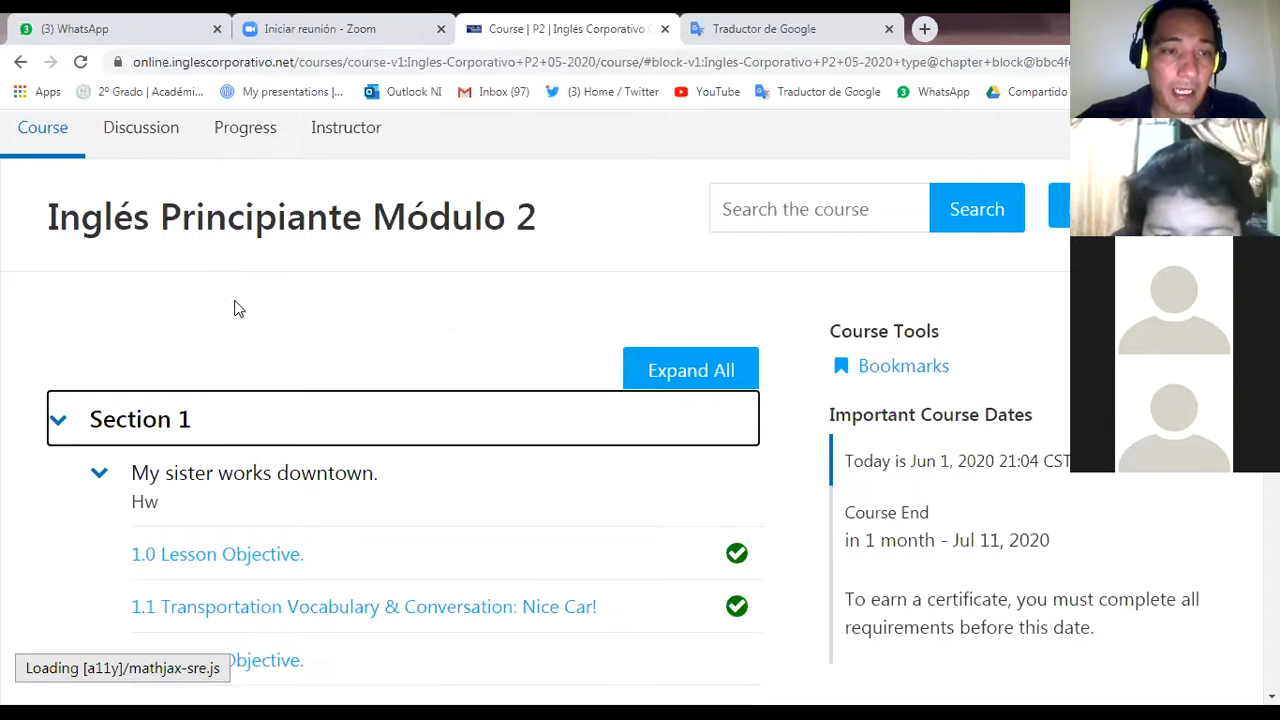 (3) WhatsApp
Iniciar reunión - Zoom
Course | P2 | Inglés Corporativo
Traductor de Google
online.inglescorporativo.net/courses/course-v1:Ingles-Corporativo+P2+05-2020/course/#block-v1:Ingles-Corporativo+P2+05-2020+type@chapter+block@bbc4f
Apps
2º Grado | Académi...
My presentations |...
Outlook NI
Inbox (97)
(3) Home / Twitter
YouTube
Traductor de Google
WhatsApp
Compartido
Course
Discussion
Progress
Instructor
Inglés Principiante Módulo 2
Search the course
Search
Course Tools
Bookmarks
Expand All
Section 1
Important Course Dates
Today is Jun 1, 2020 21:04 CST
My sister works downtown.
Hw
Course End
in 1 month - Jul 11, 2020
1.0 Lesson Objective.
1.1 Transportation Vocabulary & Conversation: Nice Car!
To earn a certificate, you must complete all
requirements before this date.
Objective.
Loading [a11y]/mathjax-sre.js